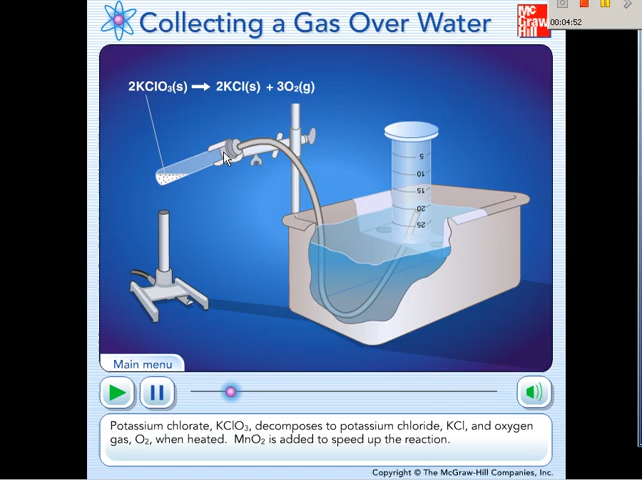 Collecting a Gas Over Water
Mc
Graw
Hill
00:04:52
2KClO₃(s) → 2KCl(s) + 3O₂(g)
5
10
15
20
25
Main menu
Potassium chlorate, KClO₃, decomposes to potassium chloride, KCl, and oxygen
gas, O₂, when heated. MnO₂ is added to speed up the reaction.
Copyright © The McGraw-Hill Companies, Inc.